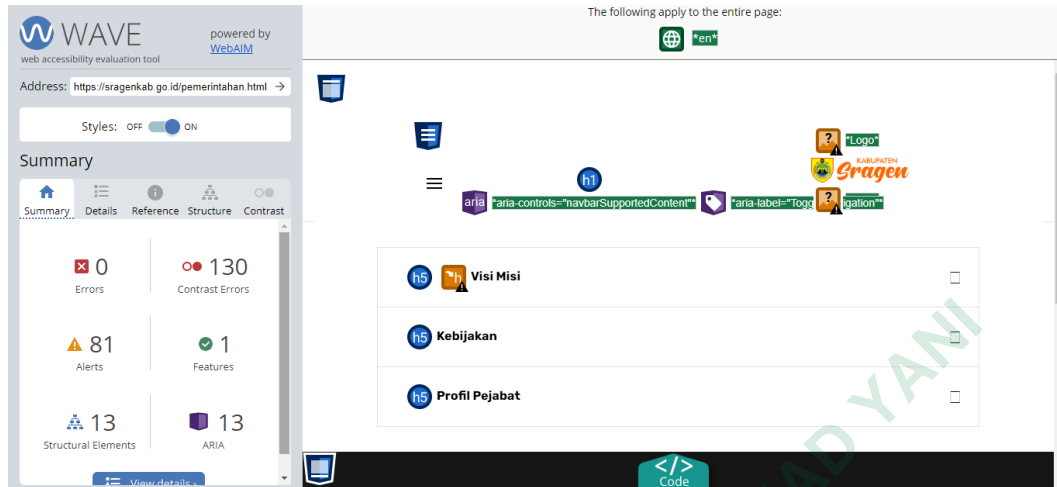 WAVE
powered by
WebAIM
web accessibility evaluation tool
Address: https://sragenkab.go.id/pemerintahan.html →
Styles: OFF ON
Summary
Summary Details Reference Structure Contrast
0
Errors
130
Contrast Errors
81
Alerts
1
Features
13
Structural Elements
13
ARIA
View details ›
The following apply to the entire page:
*en*
*Logo*
KABUPATEN
Sragen
h1
aria *aria-controls="navbarSupportedContent"* *aria-label="Togg igation"*
h5 h Visi Misi
h5 Kebijakan
h5 Profil Pejabat
</>
Code
AD YANI